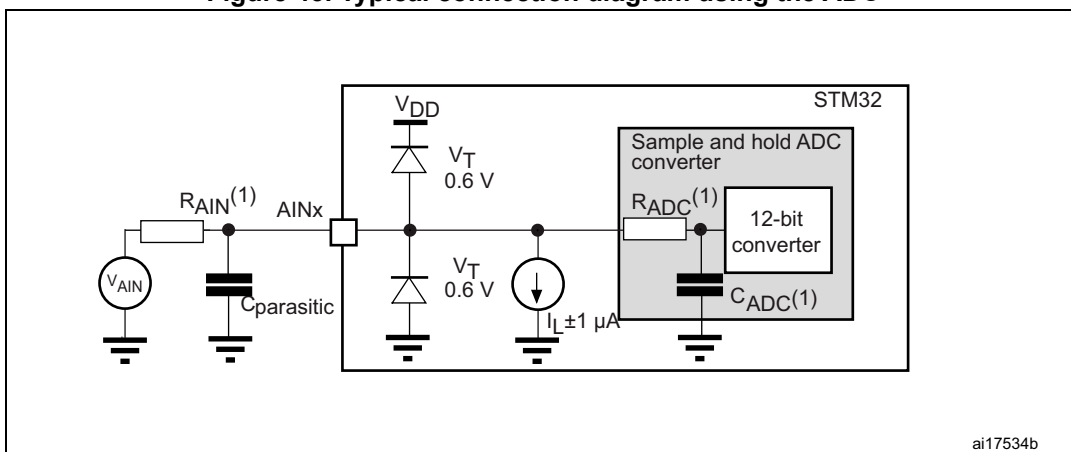 STM32
VDD
VT
0.6 V
Sample and hold ADC
converter
RAIN(1)
AINx
RADC(1)
12-bit
converter
VAIN
Cparasitic
VT
0.6 V
IL±1 µA
CADC(1)
ai17534b